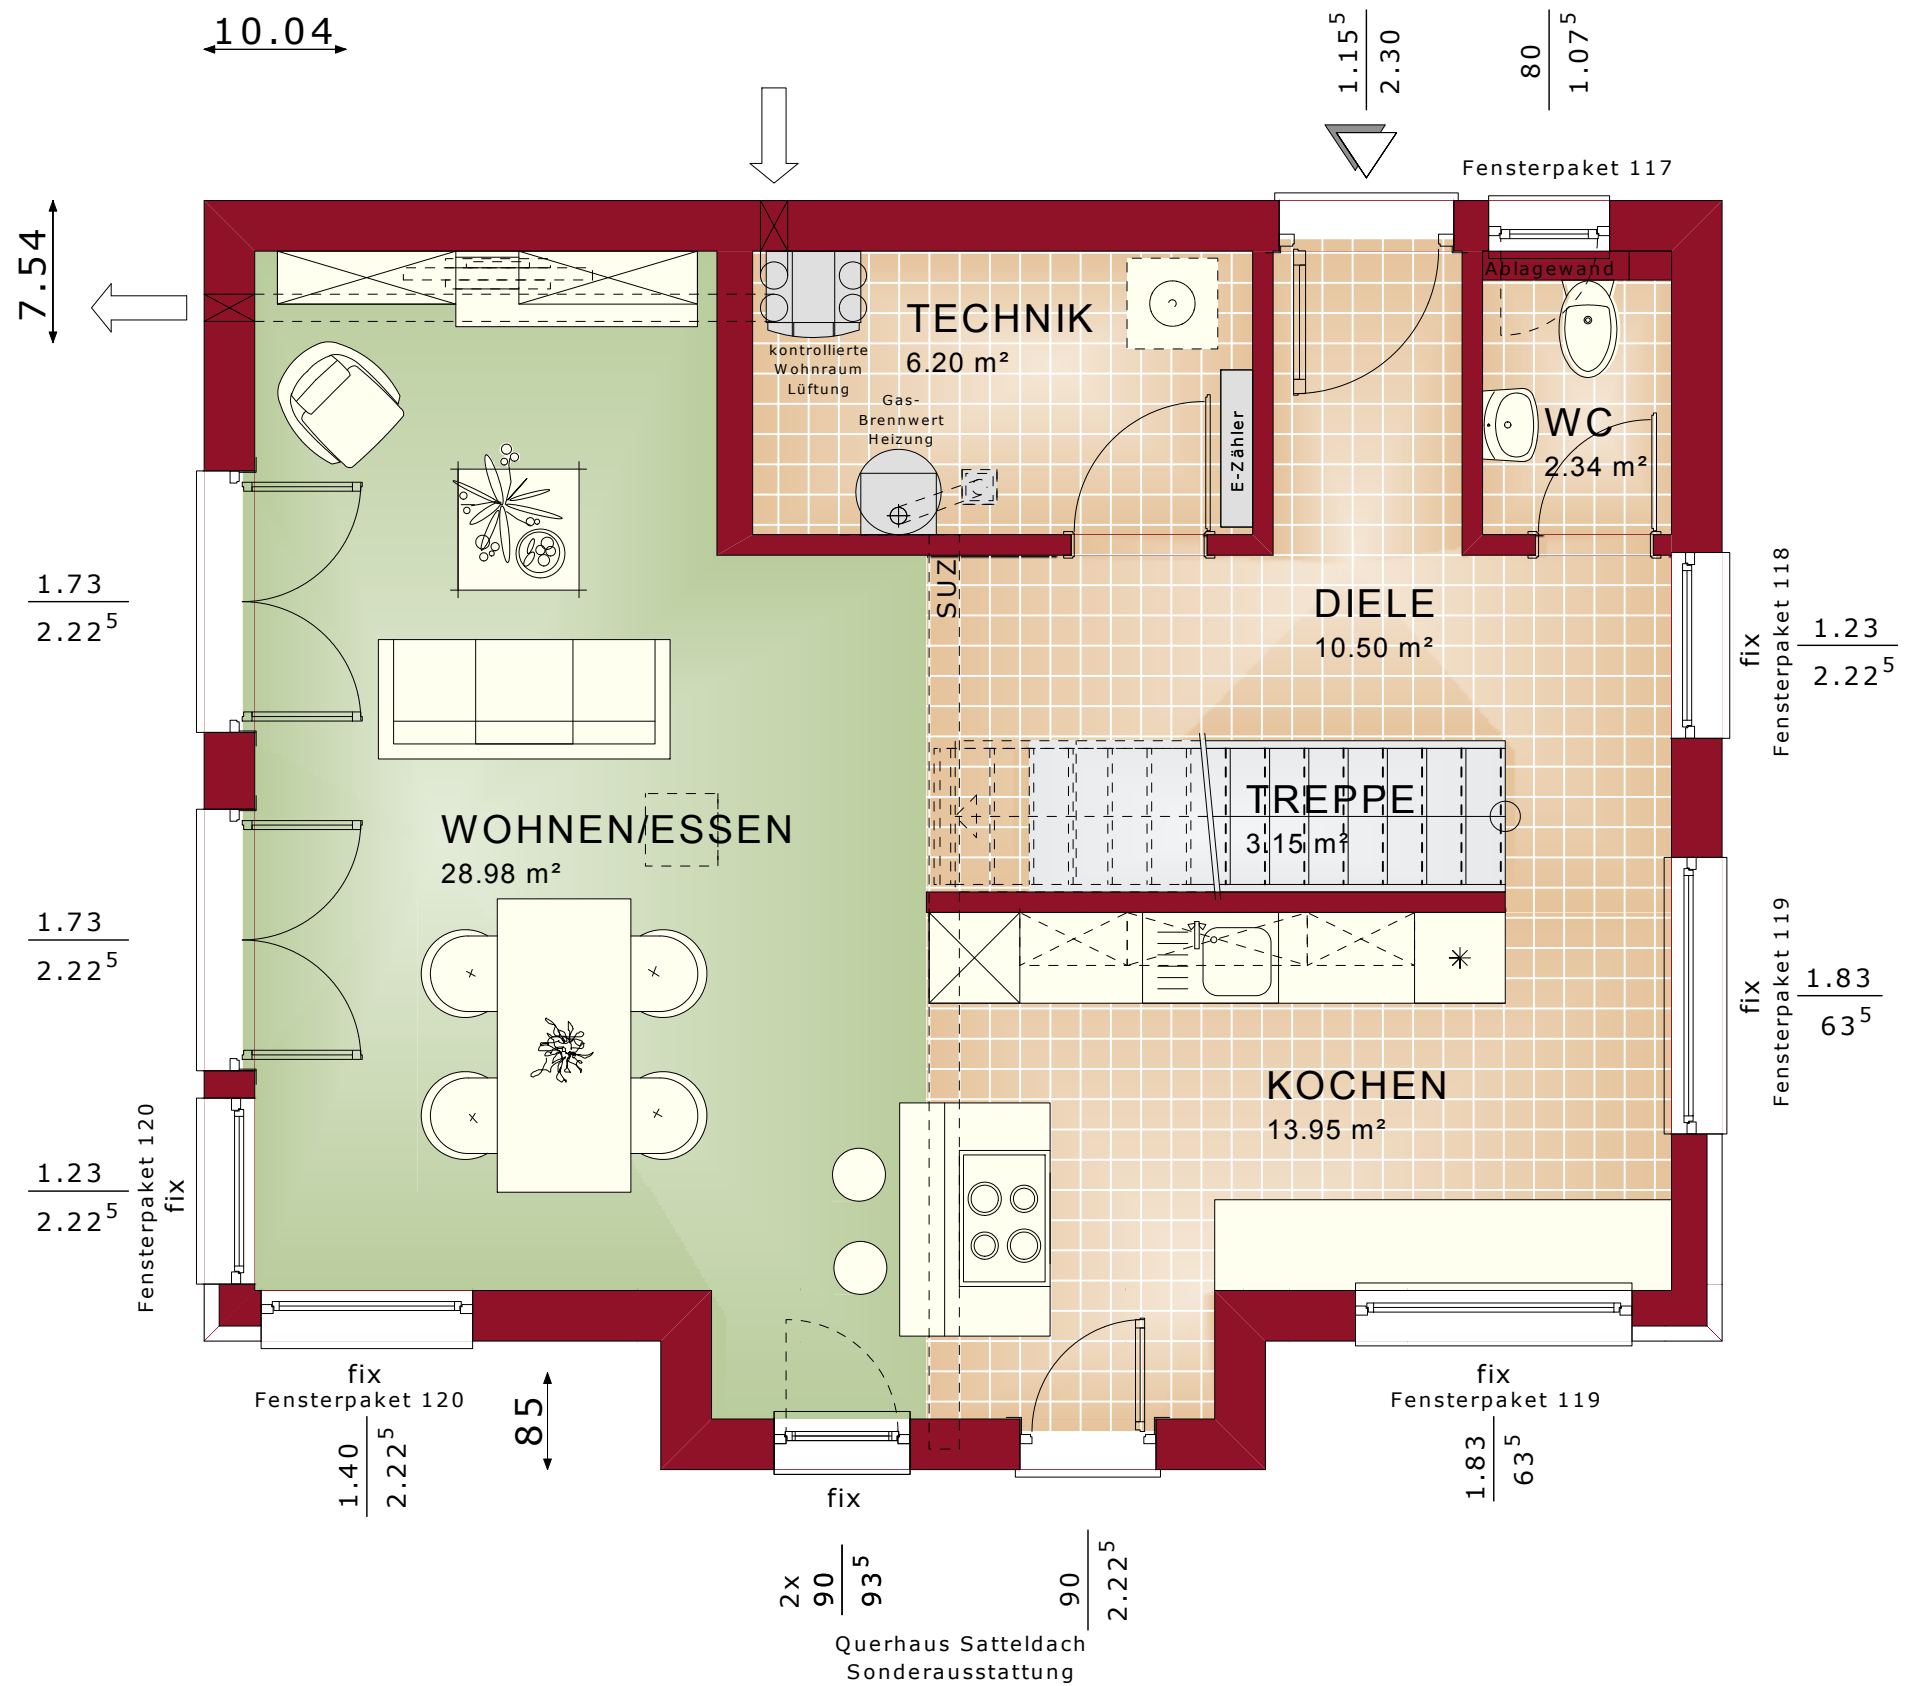 10.04
7.54
1.15⁵
2.30
80
1.07⁵
Fensterpaket 117
Ablagewand
TECHNIK
6.20 m²
kontrollierte
Wohnraum
Lüftung
Gas-
Brennwert
Heizung
E-Zähler
WC
2.34 m²
1.73
2.22⁵
SUZ
DIELE
10.50 m²
fix
Fensterpaket 118
1.23
2.22⁵
TREPPE
3.15 m²
WOHNEN/ESSEN
28.98 m²
1.73
2.22⁵
fix
Fensterpaket 119
1.83
63⁵
KOCHEN
13.95 m²
1.23
2.22⁵
Fensterpaket 120
fix
fix
Fensterpaket 120
1.40
2.22⁵
85
fix
Fensterpaket 119
1.83
63⁵
fix
2x
90
93⁵
90
2.22⁵
Querhaus Satteldach
Sonderausstattung